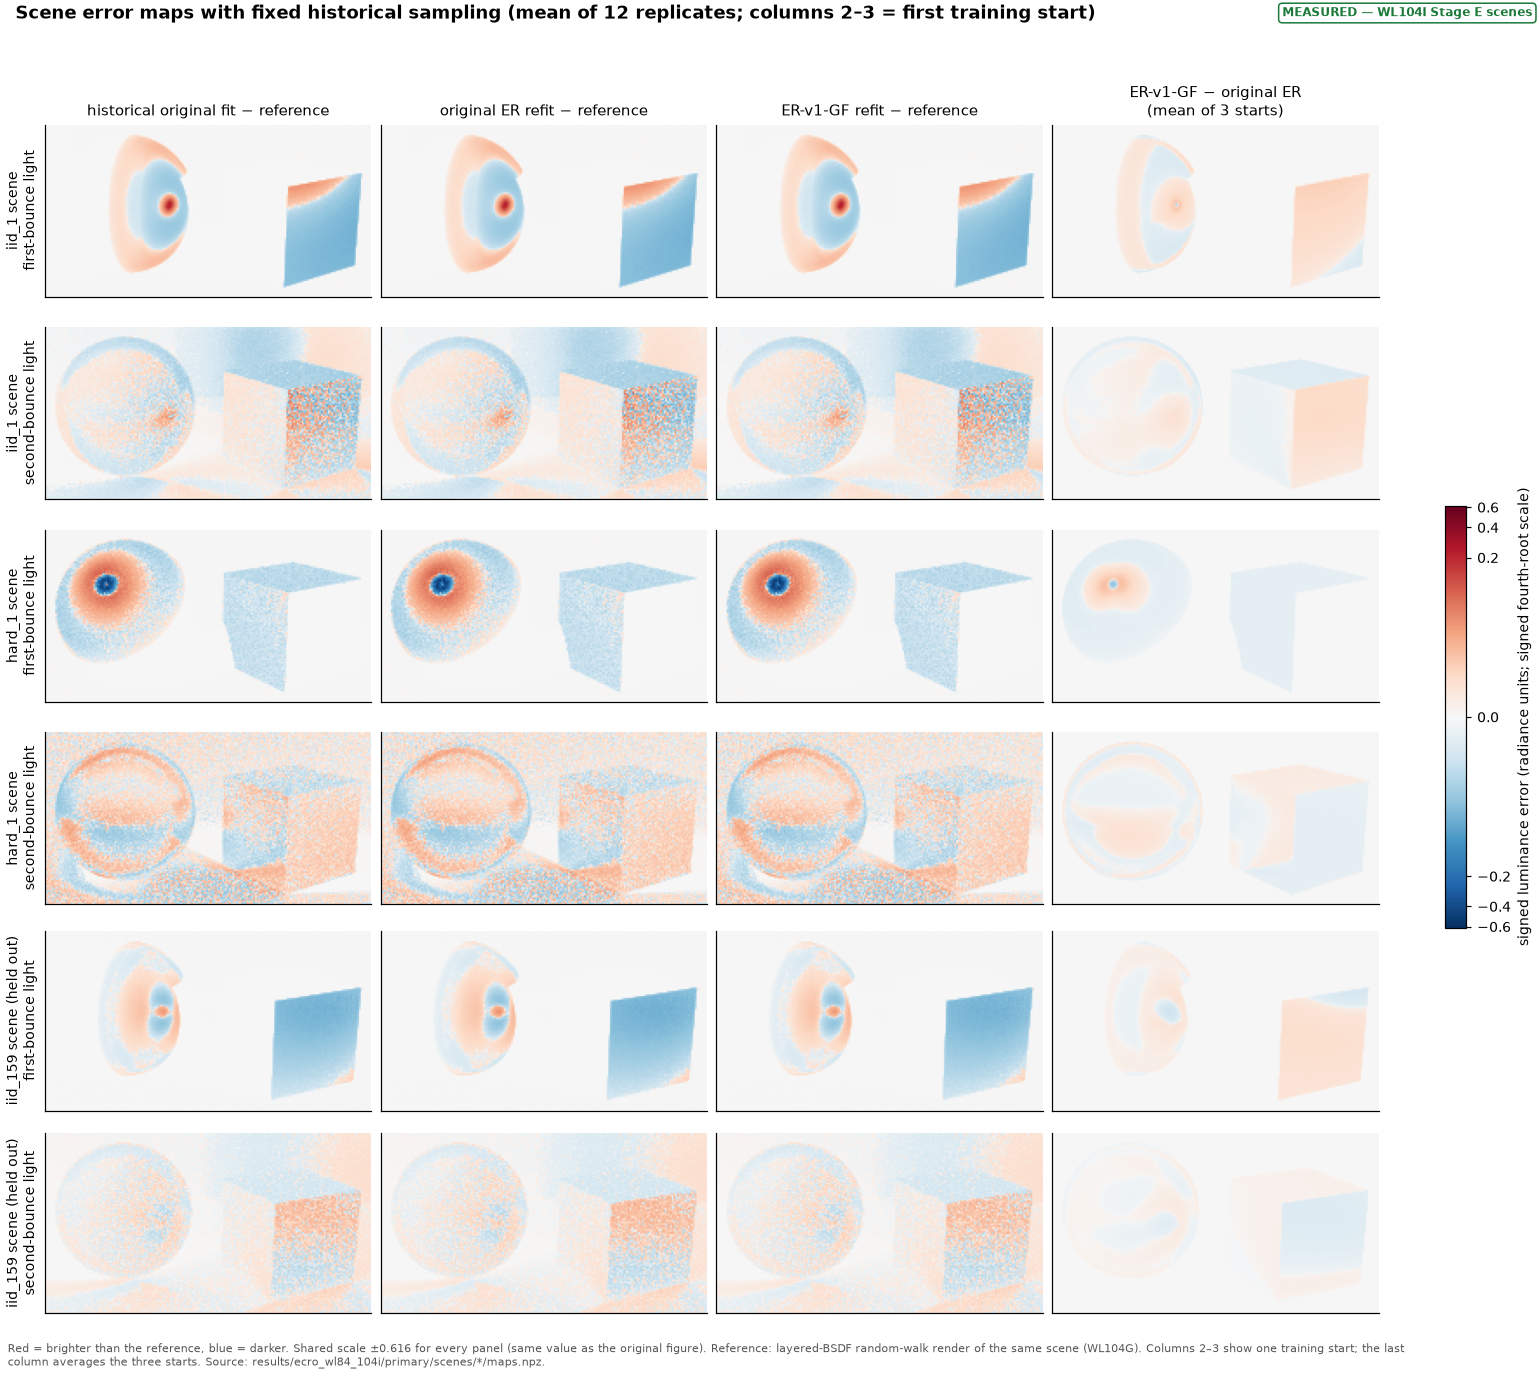 Scene error maps with fixed historical sampling (mean of 12 replicates; columns 2–3 = first training start)
MEASURED — WL104I Stage E scenes
historical original fit − reference
original ER refit − reference
ER-v1-GF refit − reference
ER-v1-GF − original ER
(mean of 3 starts)
iid_1 scene
first-bounce light
iid_1 scene
second-bounce light
hard_1 scene
first-bounce light
hard_1 scene
second-bounce light
iid_159 scene (held out)
first-bounce light
iid_159 scene (held out)
second-bounce light
0.6
0.4
0.2
0.0
−0.2
−0.4
−0.6
signed luminance error (radiance units; signed fourth-root scale)
Red = brighter than the reference, blue = darker. Shared scale ±0.616 for every panel (same value as the original figure). Reference: layered-BSDF random-walk render of the same scene (WL104G). Columns 2–3 show one training start; the last
column averages the three starts. Source: results/ecro_wl84_104i/primary/scenes/*/maps.npz.